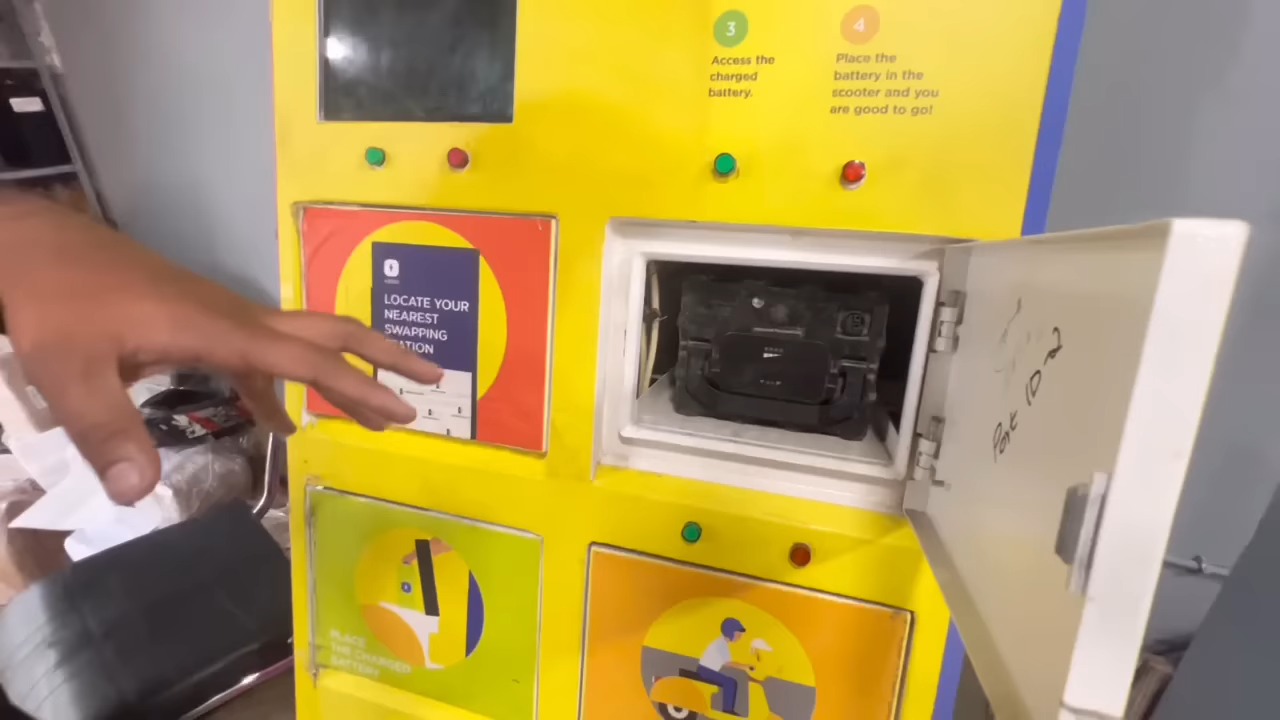 3
4
Access the
charged
battery.
Place the
battery in the
scooter and you
are good to go!
LOCATE YOUR
NEAREST
SWAPPING
STATION
Port ID-2
PLACE
THE CHARGED
BATTERY